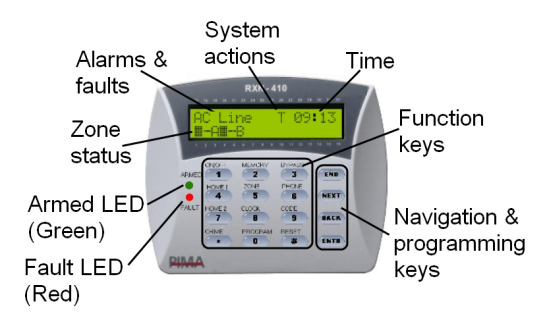 System
actions
Alarms &
faults
Time
RXN-410
AC Line T 09:13
Zone
status
-A -B
Function
keys
ON/OFF MEMORY BYPASS
1 2 3 END
ARMED
HOME1 ZONE PHONE
4 5 6 NEXT
Armed LED
(Green)
FAULT
HOME2 CLOCK CODE
7 8 9 BACK
Navigation &
programming
keys
CHIME PROGRAM RESET
* 0 # ENTR
Fault LED
(Red)
PIMA